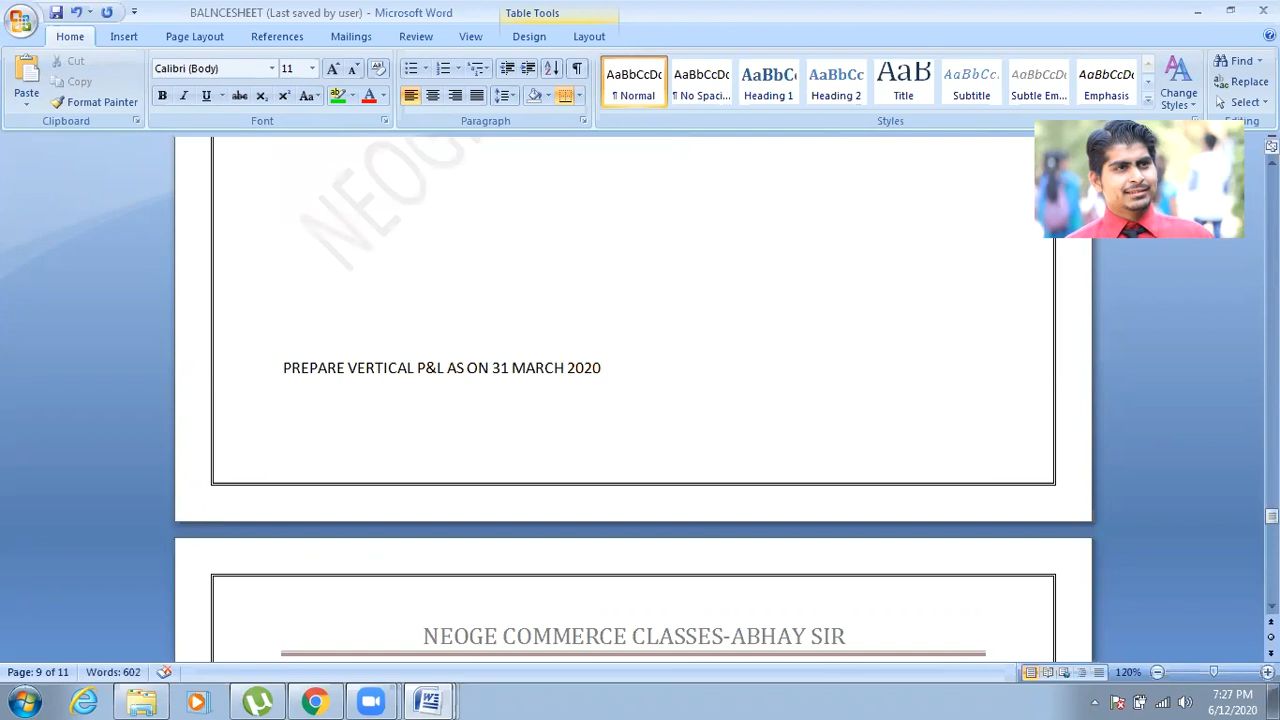 BALNCESHEET (Last saved by user) - Microsoft Word
Table Tools
Home Insert Page Layout References Mailings Review View Design Layout
Cut
Copy
Format Painter
Paste
Calibri (Body) 11
AaBbCcDc AaBbCcDc AaBbC AaBbCc AaB AaBbCc. AaBbCcDc AaBbCcDc
¶ Normal ¶ No Spaci... Heading 1 Heading 2 Title Subtitle Subtle Em... Emphasis
Change
Styles
Find
Replace
Select
Clipboard Font Paragraph Styles Editing
PREPARE VERTICAL P&L AS ON 31 MARCH 2020
NEOGE COMMERCE CLASSES-ABHAY SIR
Page: 9 of 11 Words: 602 120%
7:27 PM
6/12/2020